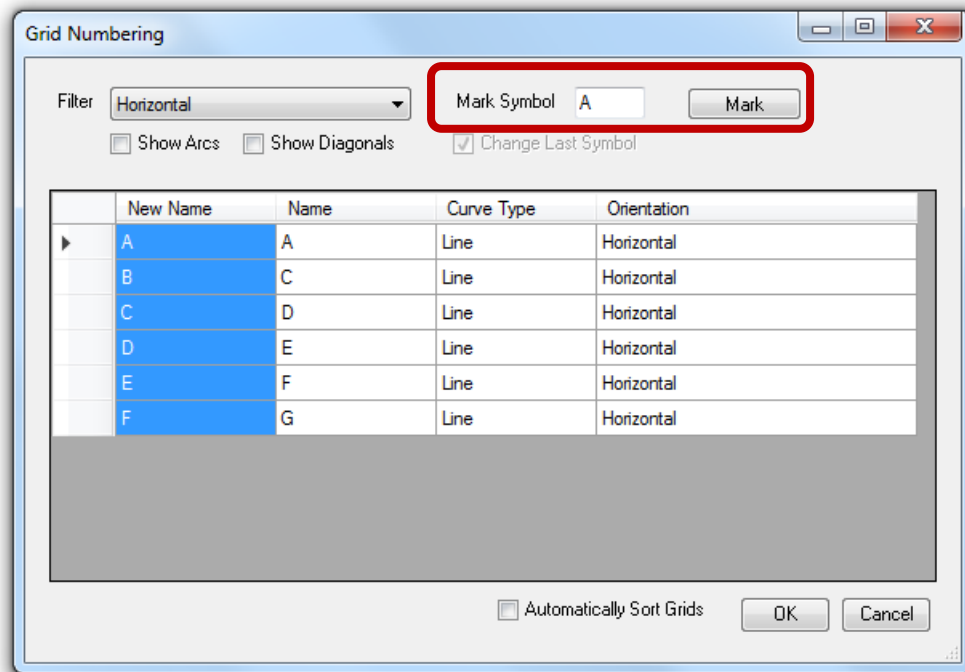 Grid Numbering
Filter Horizontal Mark Symbol A Mark
Show Arcs Show Diagonals Change Last Symbol
New Name Name Curve Type Orientation
A A Line Horizontal
B C Line Horizontal
C D Line Horizontal
D E Line Horizontal
E F Line Horizontal
F G Line Horizontal
Automatically Sort Grids OK Cancel